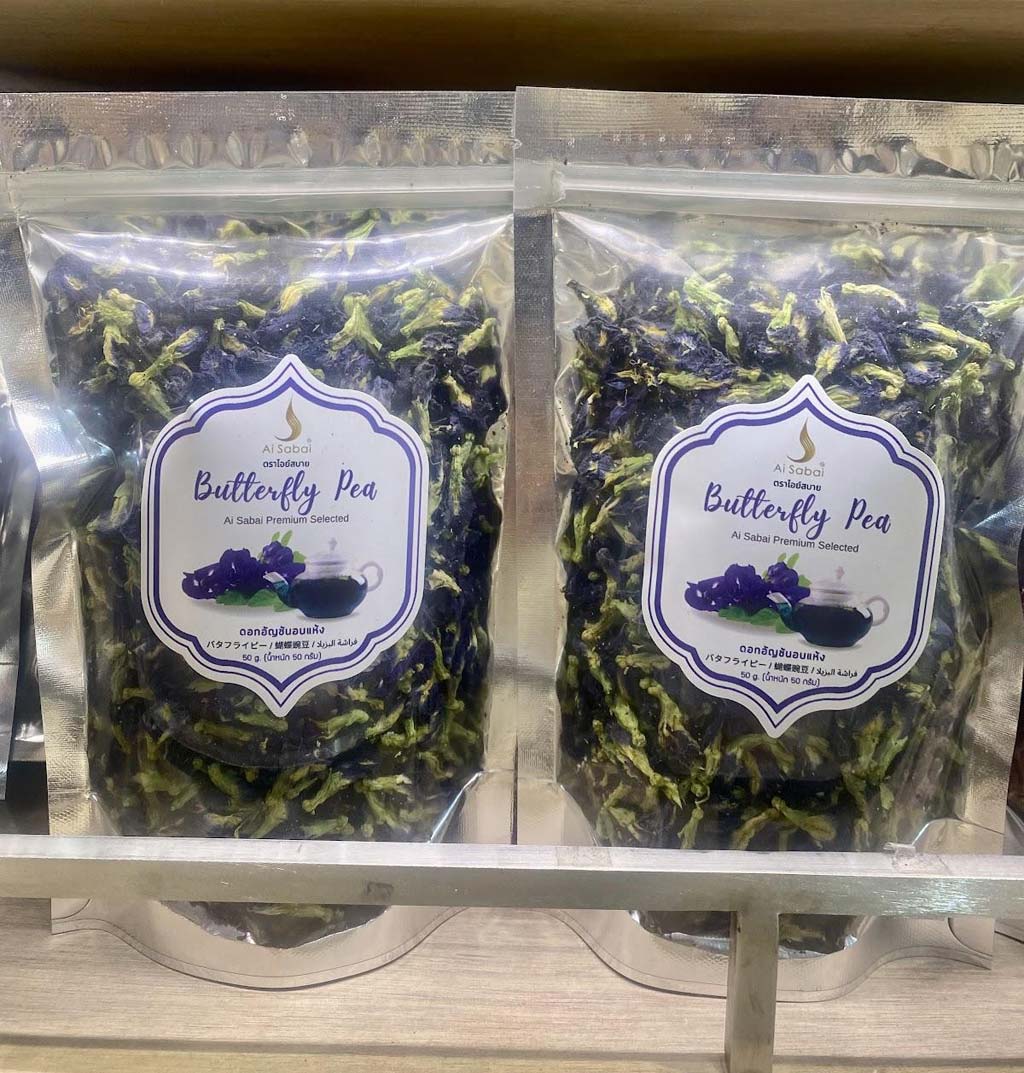 Ai Sabai
ตราไอย์สบาย
Butterfly Pea
Ai Sabai Premium Selected
ดอกอัญชันอบแห้ง
バタフライピー / 蝴蝶豌豆 / فراشة البزيلاء
50 g. (น้ำหนัก 50 กรัม)
Ai Sabai
ตราไอย์สบาย
Butterfly Pea
Ai Sabai Premium Selected
ดอกอัญชันอบแห้ง
バタフライピー / 蝴蝶豌豆 / فراشة البزيلاء
50 g. (น้ำหนัก 50 กรัม)